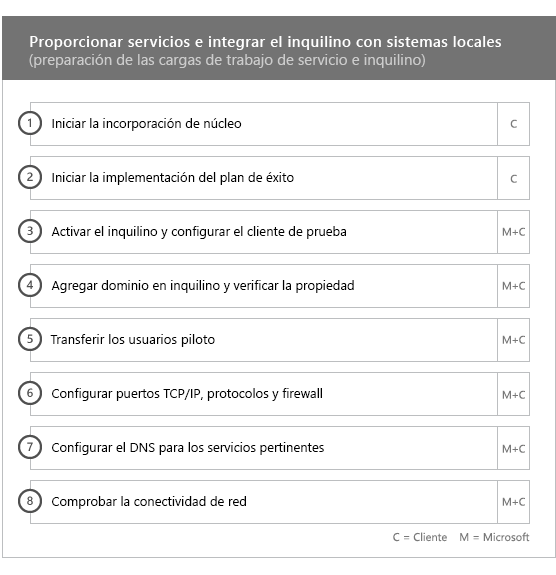 Proporcionar servicios e integrar el inquilino con sistemas locales
(preparación de las cargas de trabajo de servicio e inquilino)
1 Iniciar la incorporación de núcleo C
2 Iniciar la implementación del plan de éxito C
3 Activar el inquilino y configurar el cliente de prueba M+C
4 Agregar dominio en inquilino y verificar la propiedad M+C
5 Transferir los usuarios piloto M+C
6 Configurar puertos TCP/IP, protocolos y firewall M+C
7 Configurar el DNS para los servicios pertinentes M+C
8 Comprobar la conectividad de red M+C
C = Cliente M = Microsoft